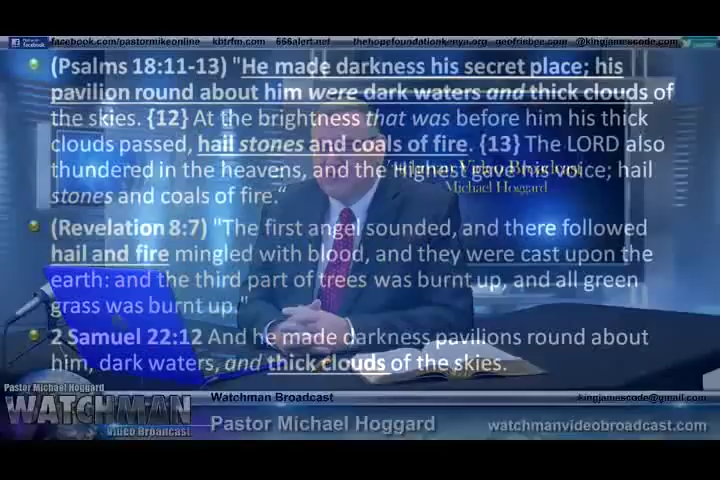 facebook.com/pastormikeonline kbtrfm.com 666alert.net thehopefoundationkenya.org geofrisbee.com @kingjamescode.com
(Psalms 18:11-13) "He made darkness his secret place; his
pavilion round about him were dark waters and thick clouds of
the skies. {12} At the brightness that was before him his thick
clouds passed, hail stones and coals of fire. {13} The LORD also
thundered in the heavens, and the Highest gave his voice; hail
stones and coals of fire."
Video Broadcast
Michael Hoggard
(Revelation 8:7) "The first angel sounded, and there followed
hail and fire mingled with blood, and they were cast upon the
earth: and the third part of trees was burnt up, and all green
grass was burnt up."
2 Samuel 22:12 And he made darkness pavilions round about
him, dark waters, and thick clouds of the skies.
Pastor Michael Hoggard
WATCHMAN
Video Broadcast
Watchman Broadcast
kingjamescode@gmail.com
Pastor Michael Hoggard
watchmanvideobroadcast.com